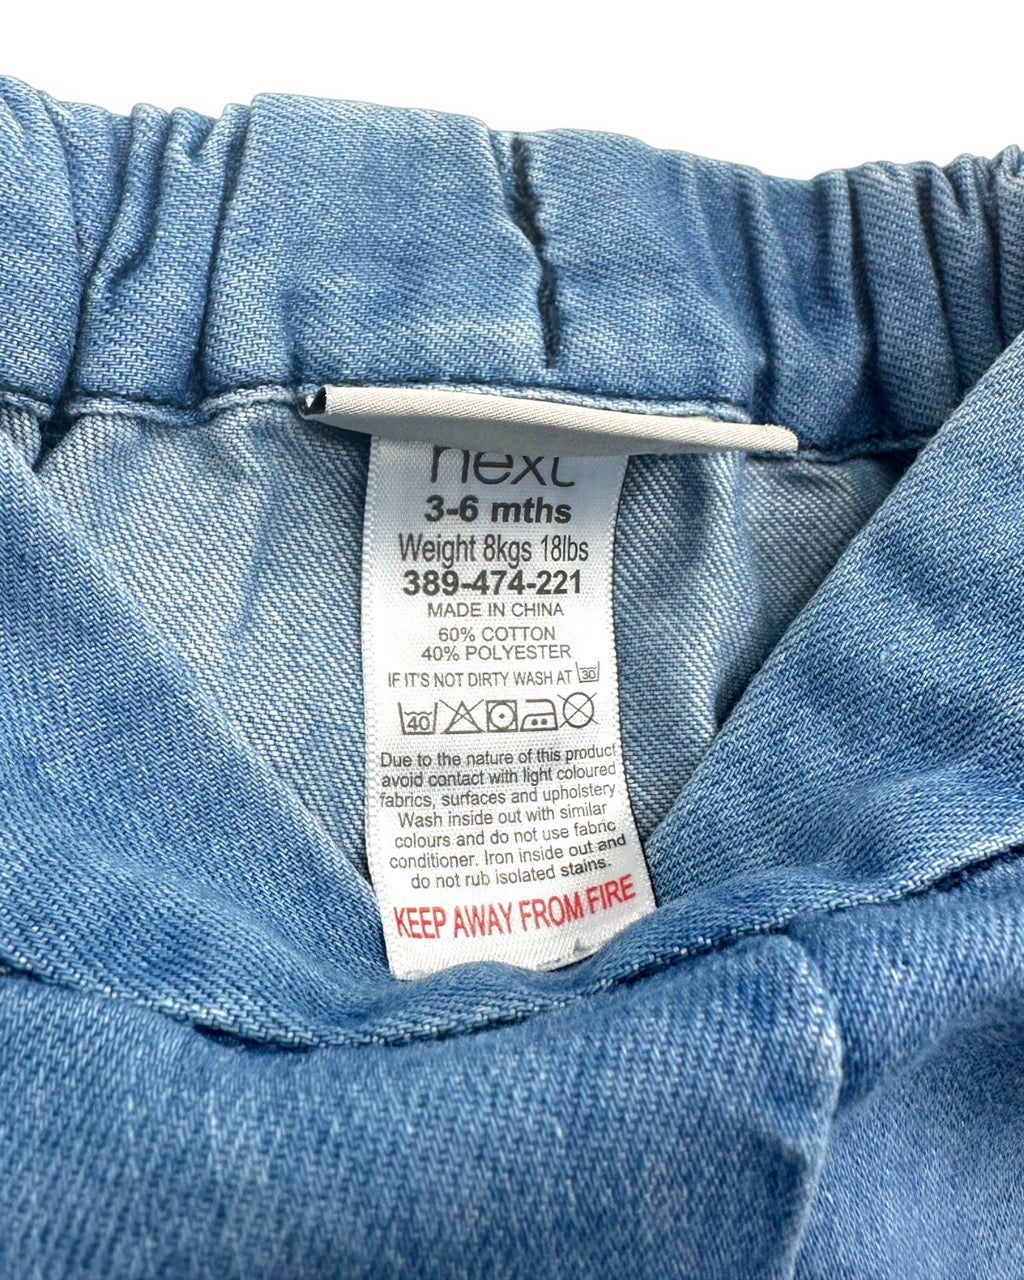 next
3-6 mths
Weight 8kgs 18lbs
389-474-221
MADE IN CHINA
60% COTTON
40% POLYESTER
IF IT'S NOT DIRTY WASH AT 30
40
Due to the nature of this product
avoid contact with light coloured
fabrics, surfaces and upholstery
Wash inside out with similar
colours and do not use fabric
conditioner. Iron inside out and
do not rub isolated stains.
KEEP AWAY FROM FIRE